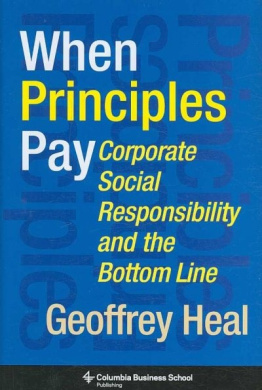 When
Principles
Pay
Corporate
Social
Responsibility
and the
Bottom Line
Geoffrey Heal
Columbia Business School
Publishing